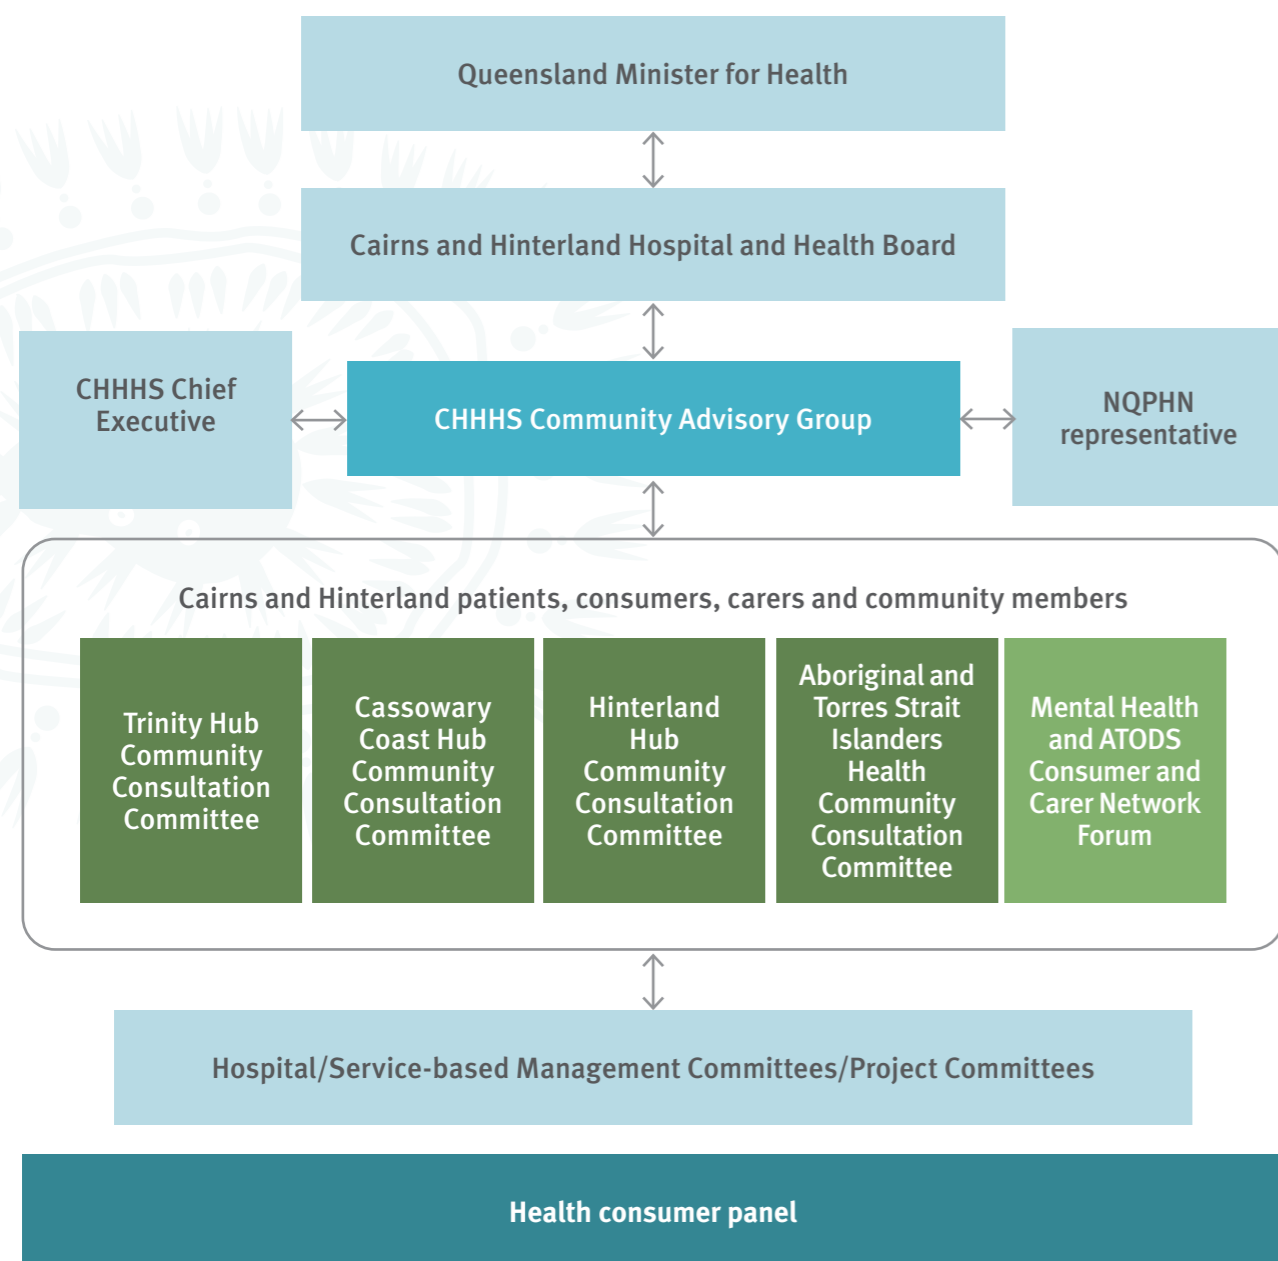 Queensland Minister for Health
Cairns and Hinterland Hospital and Health Board
CHHHS Chief
Executive
CHHHS Community Advisory Group
NQPHN
representative
Cairns and Hinterland patients, consumers, carers and community members
Trinity Hub
Community
Consultation
Committee
Cassowary
Coast Hub
Community
Consultation
Committee
Hinterland
Hub
Community
Consultation
Committee
Aboriginal and
Torres Strait
Islanders
Health
Community
Consultation
Committee
Mental Health
and ATODS
Consumer and
Carer Network
Forum
Hospital/Service-based Management Committees/Project Committees
Health consumer panel